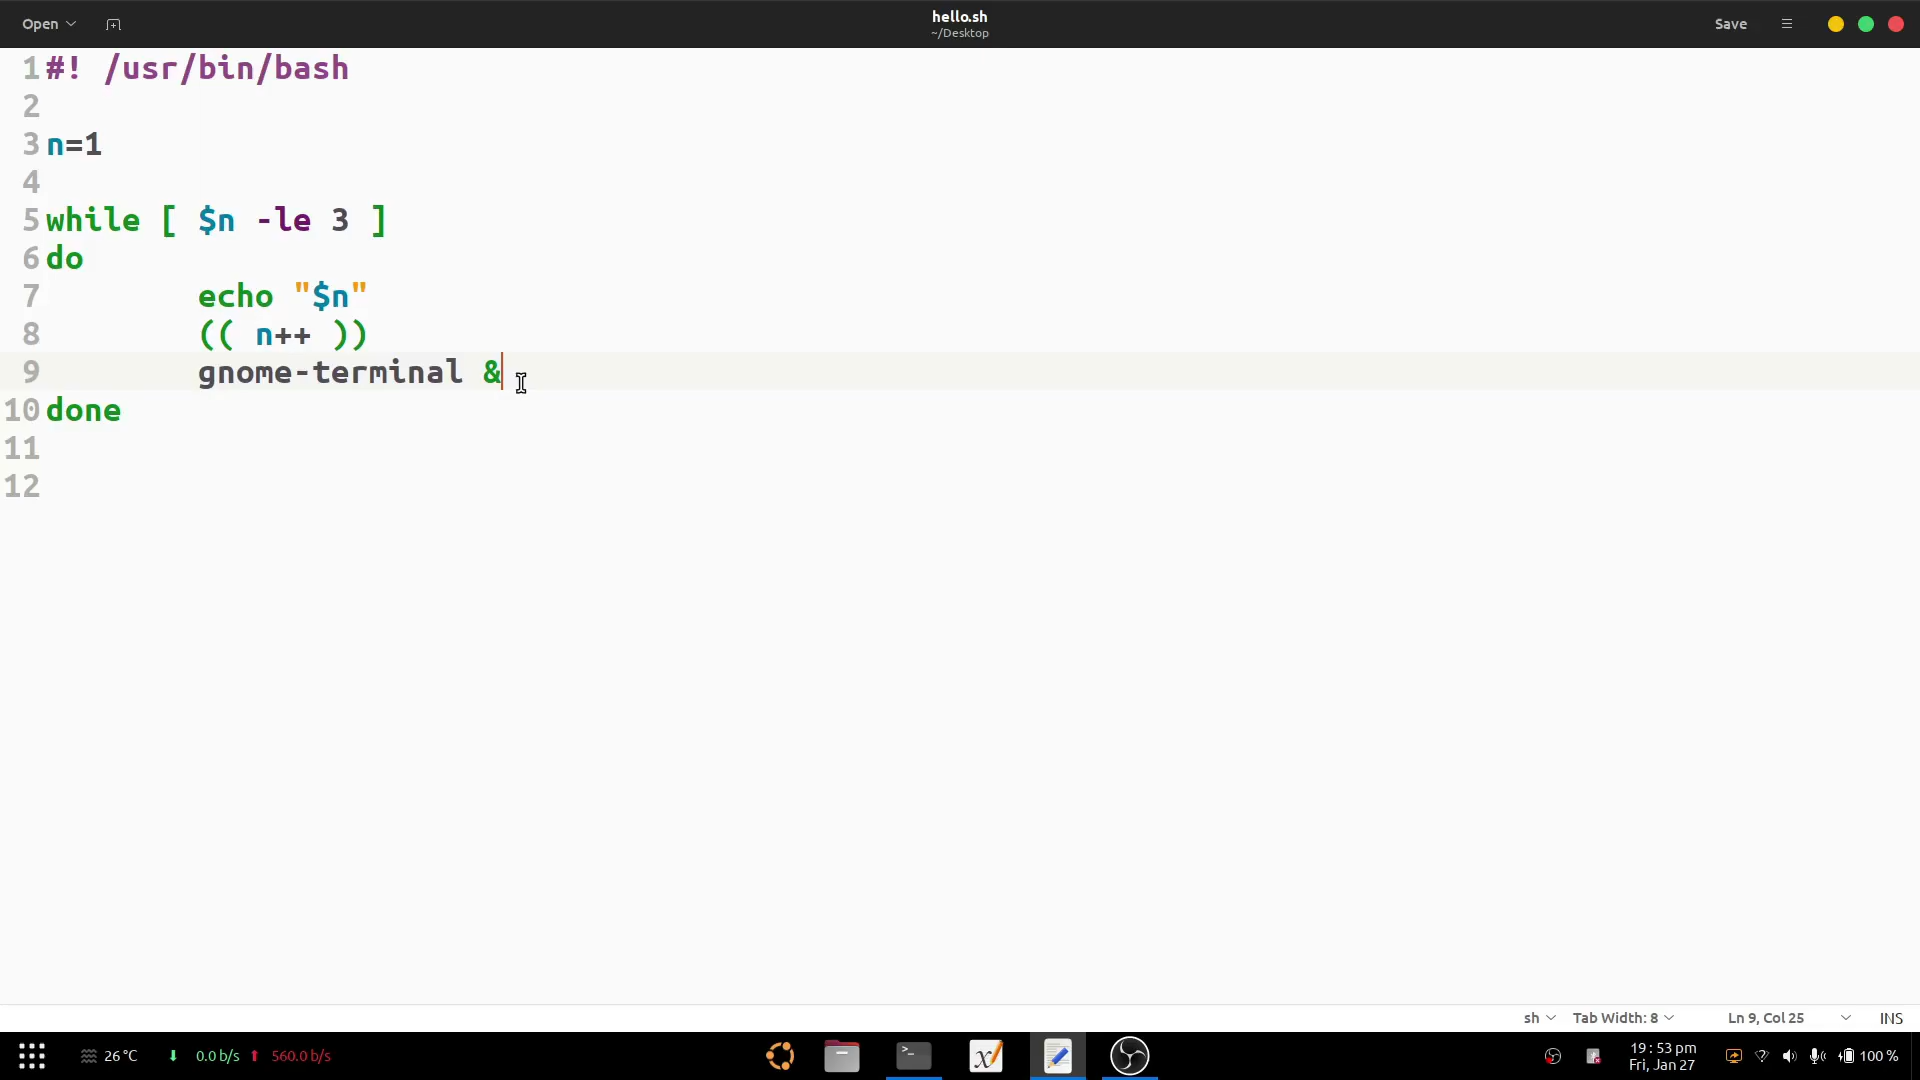 Open
hello.sh
~/Desktop
Save
1 #! /usr/bin/bash
2
3 n=1
4
5 while [ $n -le 3 ]
6 do
7 echo "$n"
8 (( n++ ))
9 gnome-terminal &
10 done
11
12
sh Tab Width: 8 Ln 9, Col 25 INS
26 °C 0.0 b/s 560.0 b/s
19 : 53 pm
Fri, Jan 27
100 %